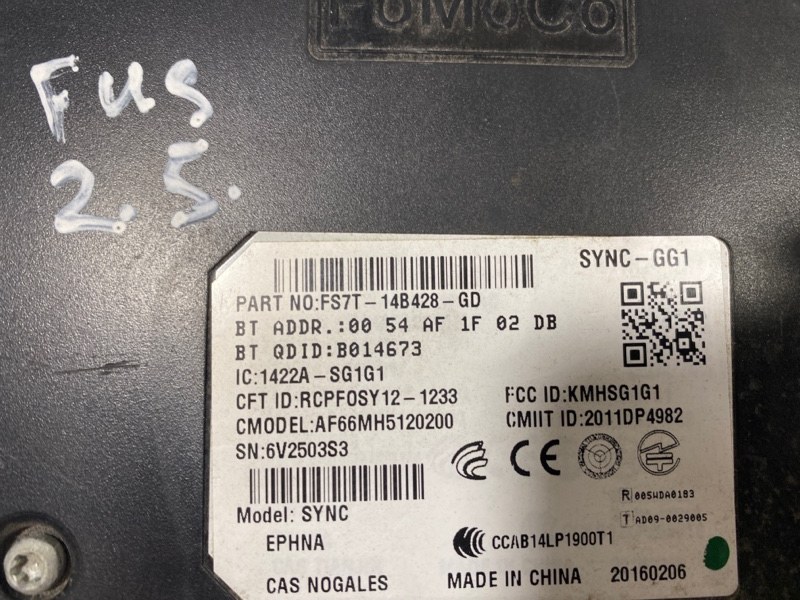 FoMoCo
Fus
2.5.
SYNC-GG1
PART NO:FS7T-14B428-GD
BT ADDR.:00 54 AF 1F 02 DB
BT QDID:B014673
IC:1422A-SG1G1
CFT ID:RCPFOSY12-1233 FCC ID:KMHSG1G1
CMODEL:AF66MH5120200 CMIIT ID:2011DP4982
SN:6V2503S3
CE
R 005WDA0183
Model: SYNC
T AD09-0029005
EPHNA CCAB14LP1900T1
CAS NOGALES MADE IN CHINA 20160206